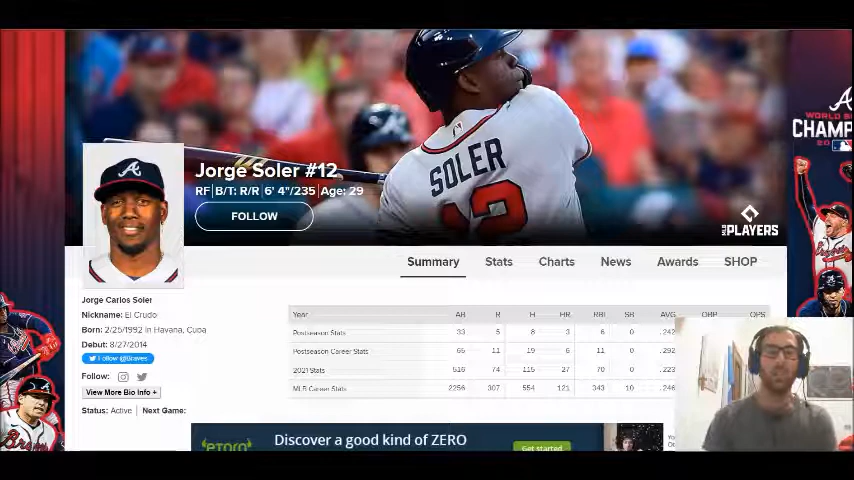 Jorge Soler #12
RF B/T: R/R 6' 4"/235 Age: 29
FOLLOW
SOLER
12
MLB PLAYERS
WORLD
CHAMP
20
Summary Stats Charts News Awards SHOP
Jorge Carlos Soler
Nickname: El Crudo
Born: 2/25/1992 in Havana, Cuba
Debut: 8/27/2014
Follow @Braves
Follow:
View More Bio Info +
Status: Active Next Game:
Year AB R H HR RBI SB AVG OBP OPS
Postseason Stats 33 5 8 3 6 0 .242
Postseason Career Stats 65 11 19 6 11 0 .292
2021 Stats 516 74 115 27 70 0 .223
MLB Career Stats 2256 307 554 121 343 10 .246
eToro Discover a good kind of ZERO Get started